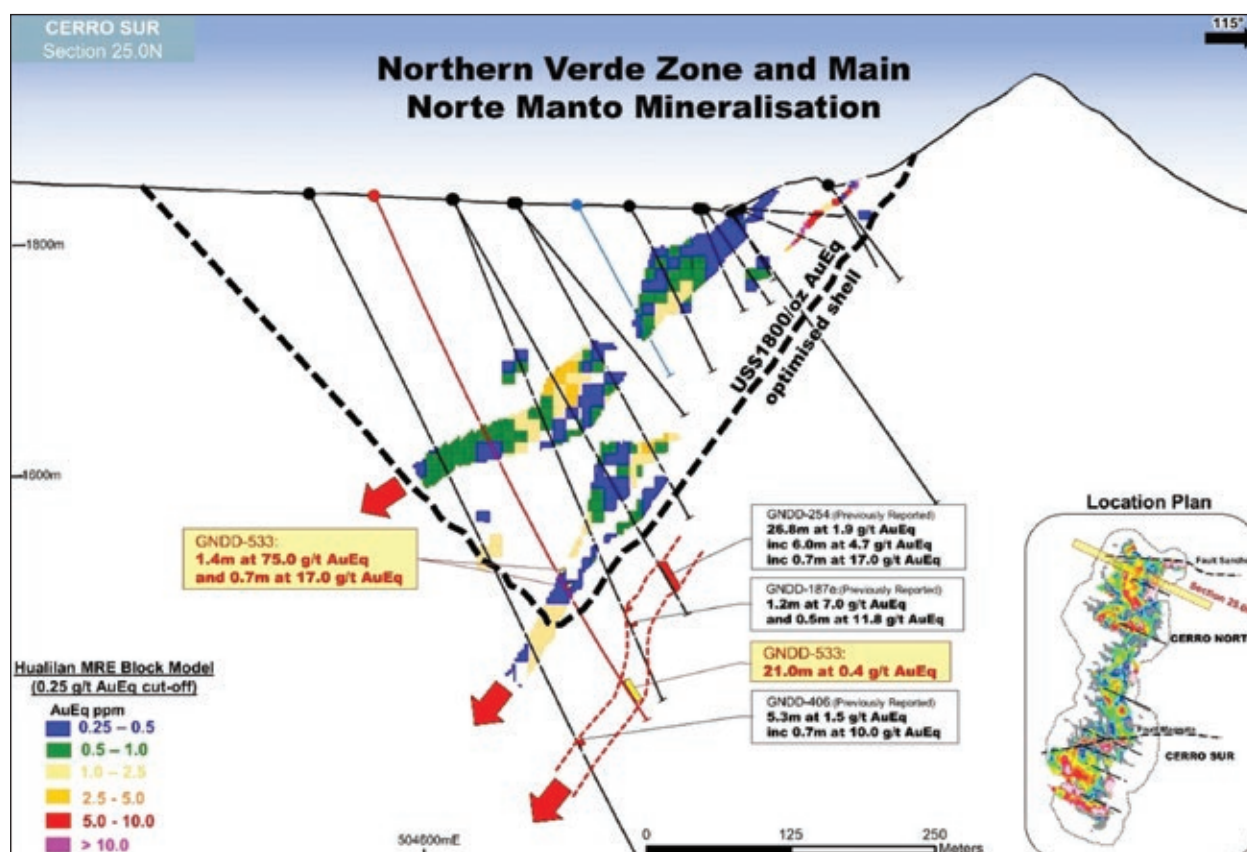 CERRO SUR
Section 25.0N
115°
Northern Verde Zone and Main
Norte Manto Mineralisation
1800m
US$1800/oz AuEq
optimised shell
1600m
GNDD-533:
1.4m at 75.0 g/t AuEq
and 0.7m at 17.0 g/t AuEq
GNDD-254:(Previously Reported)
26.8m at 1.9 g/t AuEq
inc 6.0m at 4.7 g/t AuEq
inc 0.7m at 17.0 g/t AuEq
GNDD-187e:(Previously Reported)
1.2m at 7.0 g/t AuEq
and 0.5m at 11.8 g/t AuEq
GNDD-533:
21.0m at 0.4 g/t AuEq
GNDD-406:(Previously Reported)
5.3m at 1.5 g/t AuEq
inc 0.7m at 10.0 g/t AuEq
Location Plan
Section 25.0
CERRO NORT
CERRO SUR
Hualilan MRE Block Model
(0.25 g/t AuEq cut-off)
AuEq ppm
0.25 – 0.5
0.5 – 1.0
1.0 – 2.5
2.5 - 5.0
5.0 - 10.0
> 10.0
504600mE
0
125
250
Meters